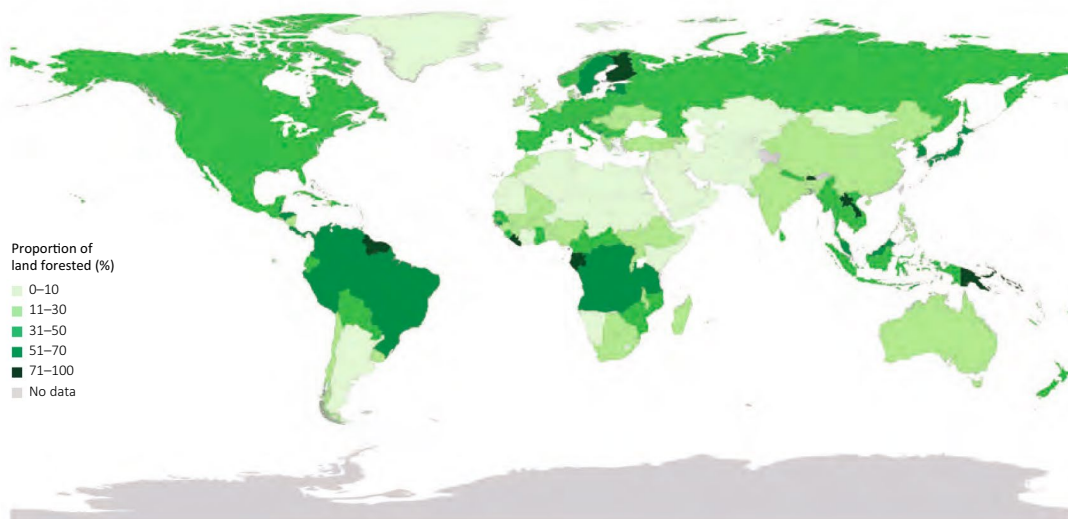 Proportion of
land forested (%)
0–10
11–30
31–50
51–70
71–100
No data